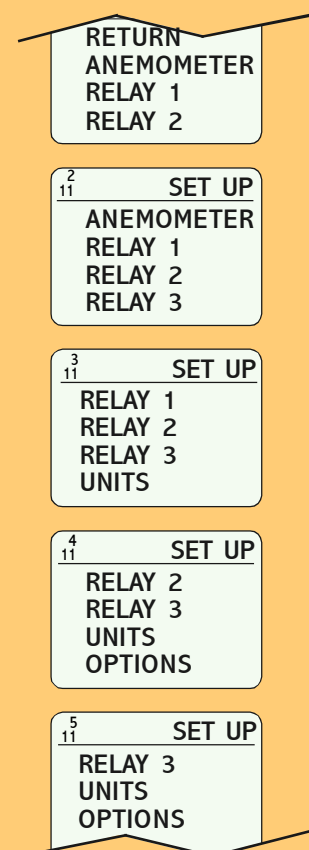 RETURN
ANEMOMETER
RELAY 1
RELAY 2
2
11 SET UP
ANEMOMETER
RELAY 1
RELAY 2
RELAY 3
3
11 SET UP
RELAY 1
RELAY 2
RELAY 3
UNITS
4
11 SET UP
RELAY 2
RELAY 3
UNITS
OPTIONS
5
11 SET UP
RELAY 3
UNITS
OPTIONS